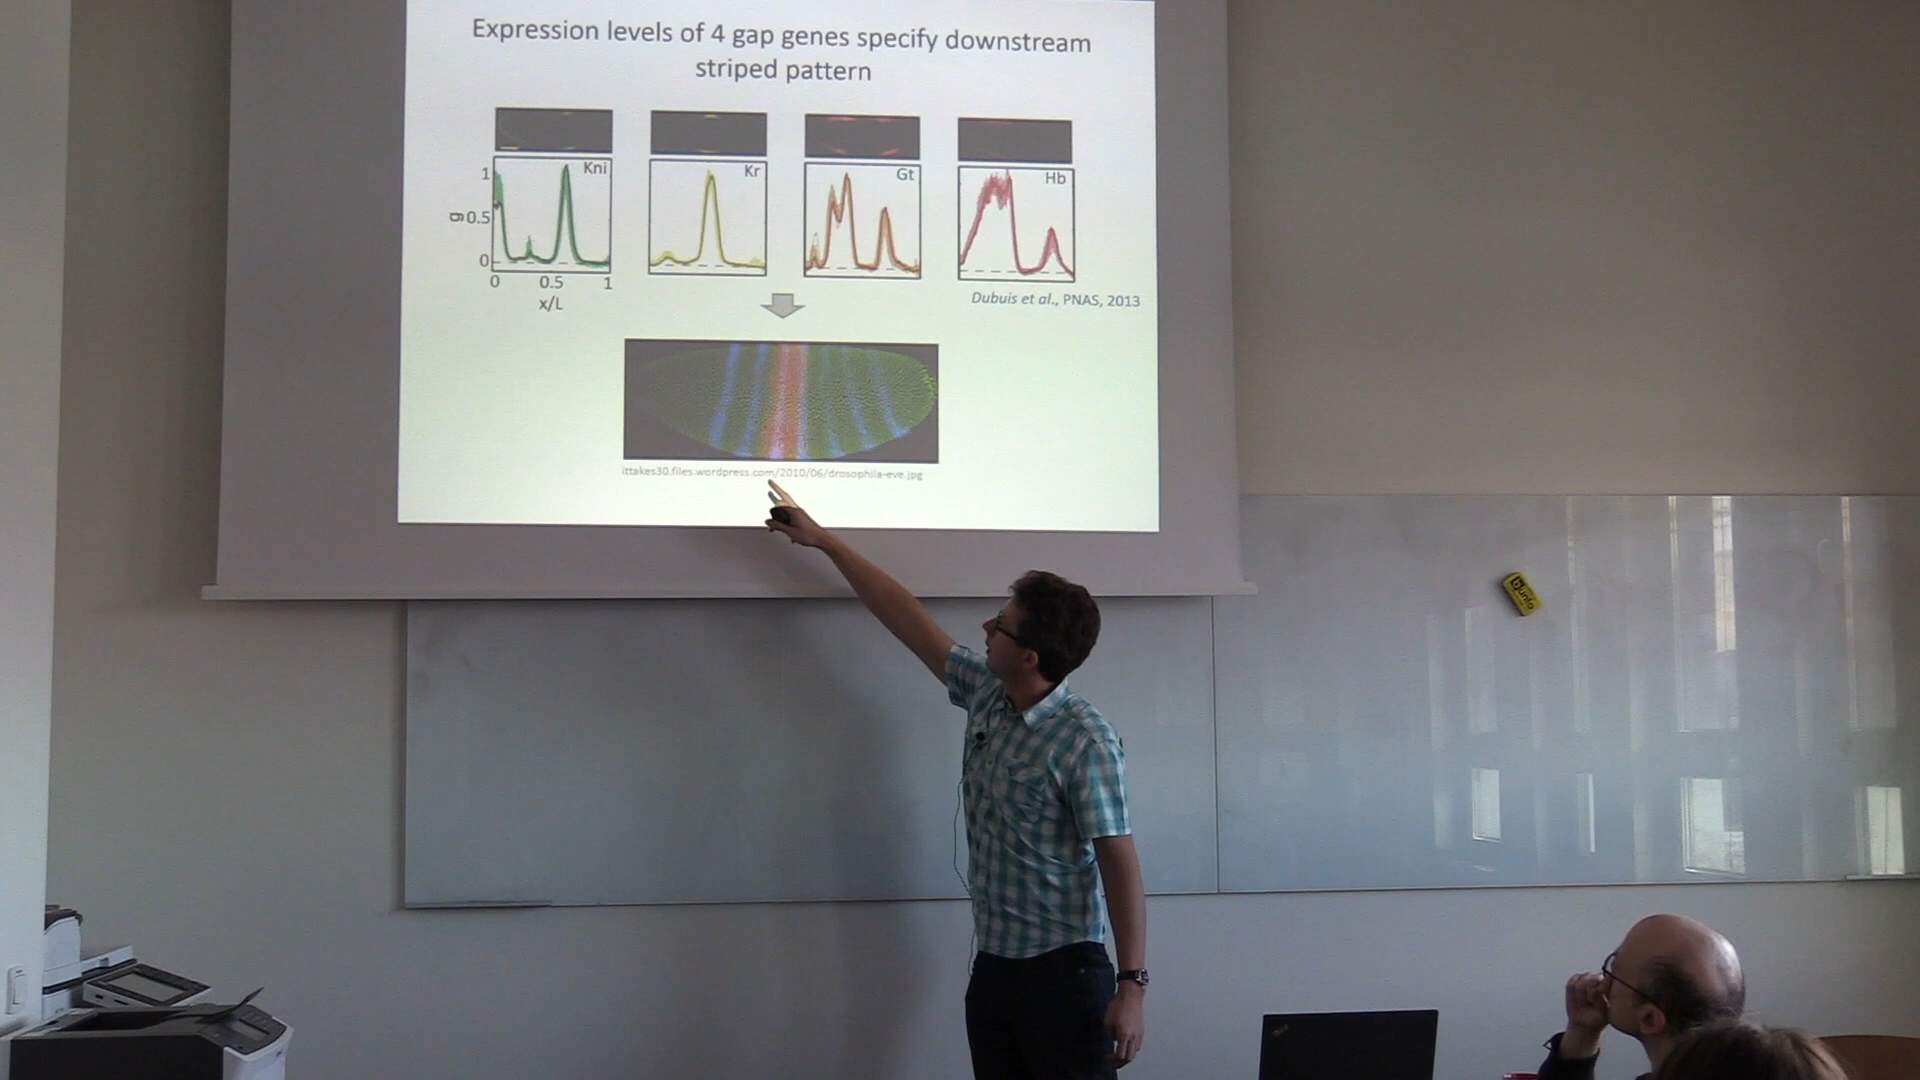 Expression levels of 4 gap genes specify downstream
striped pattern
Kni
Kr
Gt
Hb
1
0.5
0
g
0
0.5
1
x/L
Dubuis et al., PNAS, 2013
ittakes30.files.wordpress.com/2010/06/drosophila-eve.jpg